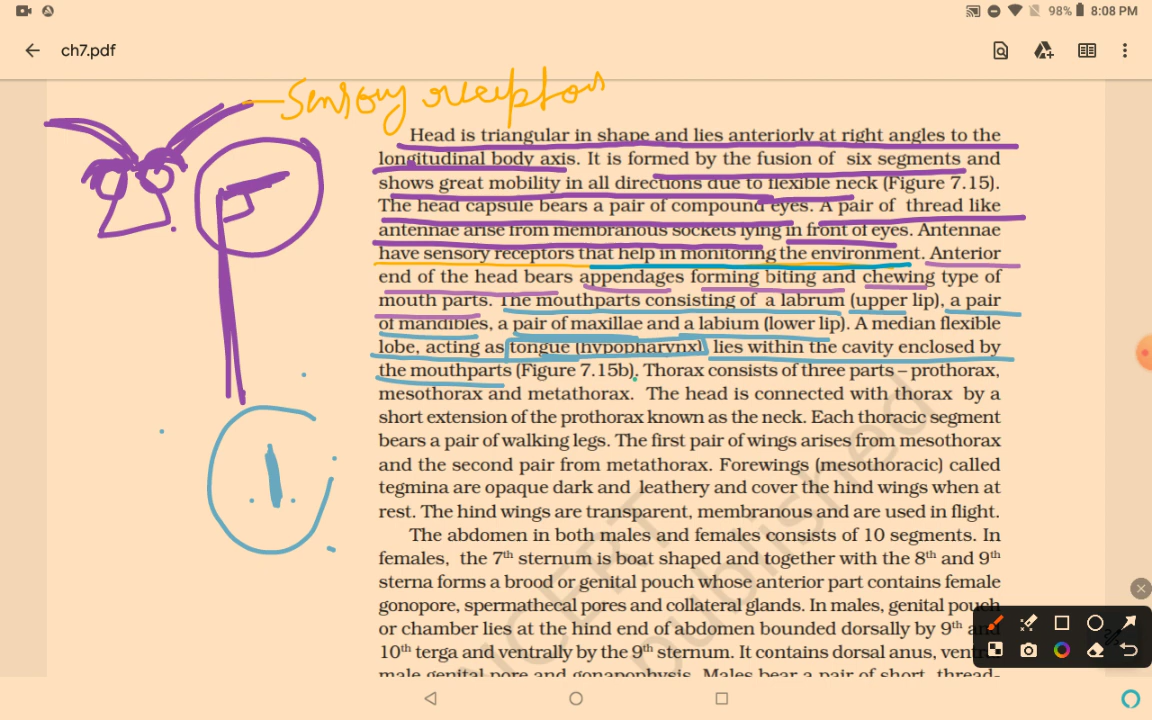 98% 8:08 PM
ch7.pdf
Sensory receptors
Head is triangular in shape and lies anteriorly at right angles to the
longitudinal body axis. It is formed by the fusion of six segments and
shows great mobility in all directions due to flexible neck (Figure 7.15).
The head capsule bears a pair of compound eyes. A pair of thread like
antennae arise from membranous sockets lying in front of eyes. Antennae
have sensory receptors that help in monitoring the environment. Anterior
end of the head bears appendages forming biting and chewing type of
mouth parts. The mouthparts consisting of a labrum (upper lip), a pair
of mandibles, a pair of maxillae and a labium (lower lip). A median flexible
lobe, acting as tongue (hypopharynx), lies within the cavity enclosed by
the mouthparts (Figure 7.15b). Thorax consists of three parts – prothorax,
mesothorax and metathorax. The head is connected with thorax by a
short extension of the prothorax known as the neck. Each thoracic segment
bears a pair of walking legs. The first pair of wings arises from mesothorax
and the second pair from metathorax. Forewings (mesothoracic) called
tegmina are opaque dark and leathery and cover the hind wings when at
rest. The hind wings are transparent, membranous and are used in flight.
The abdomen in both males and females consists of 10 segments. In
females, the 7th sternum is boat shaped and together with the 8th and 9th
sterna forms a brood or genital pouch whose anterior part contains female
gonopore, spermathecal pores and collateral glands. In males, genital pouch
or chamber lies at the hind end of abdomen bounded dorsally by 9th and
10th terga and ventrally by the 9th sternum. It contains dorsal anus, ventral
male genital pore and gonapophysis. Males bear a pair of short, thread-
NCERT
published